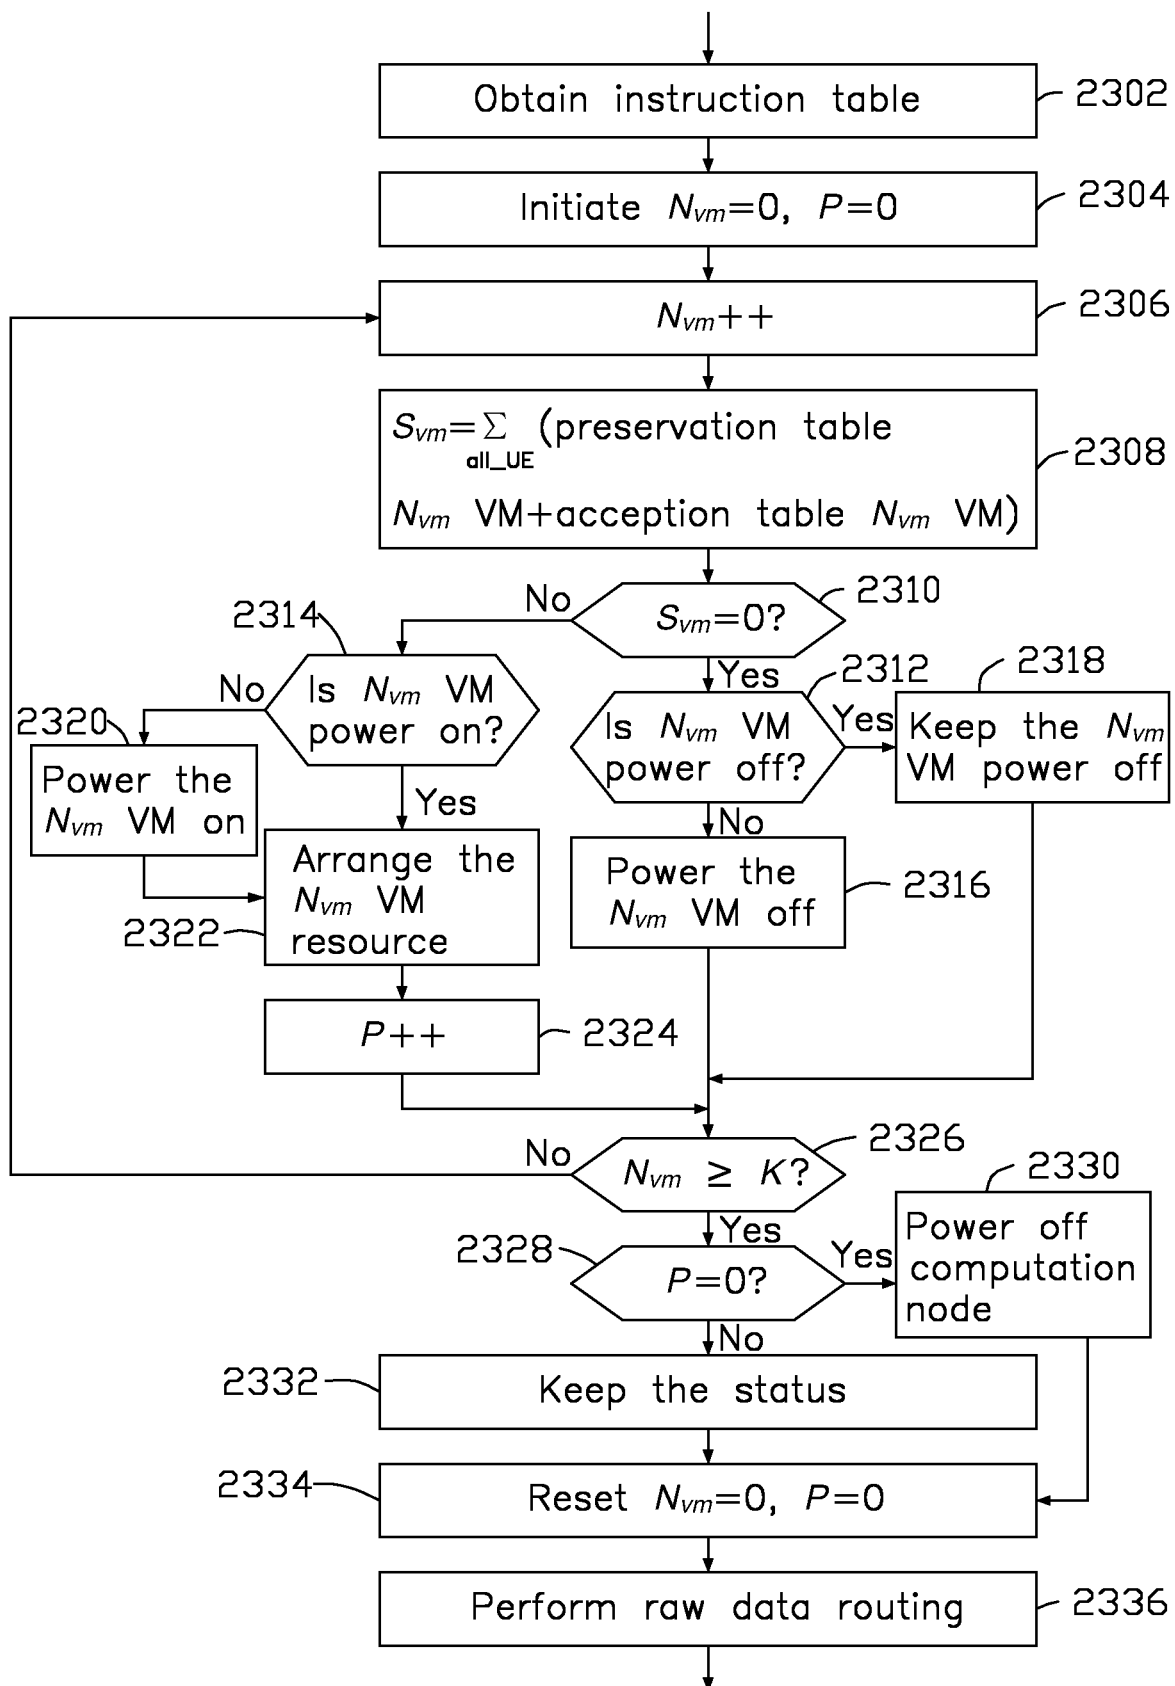 Obtain instruction table
2302
Initiate Nvm=0, P=0
2304
Nvm++
2306
Svm=∑ (preservation table
all_UE
Nvm VM+acception table Nvm VM)
2308
Svm=0?
2310
No
Yes
2314
Is Nvm VM
power on?
No
Yes
2312
Is Nvm VM
power off?
Yes
No
2318
Keep the Nvm
VM power off
2320
Power the
Nvm VM on
Arrange the
Nvm VM
resource
2322
Power the
Nvm VM off
2316
P++
2324
Nvm ≥ K?
2326
No
Yes
2328
P=0?
Yes
No
2330
Power off
computation
node
2332
Keep the status
2334
Reset Nvm=0, P=0
Perform raw data routing
2336